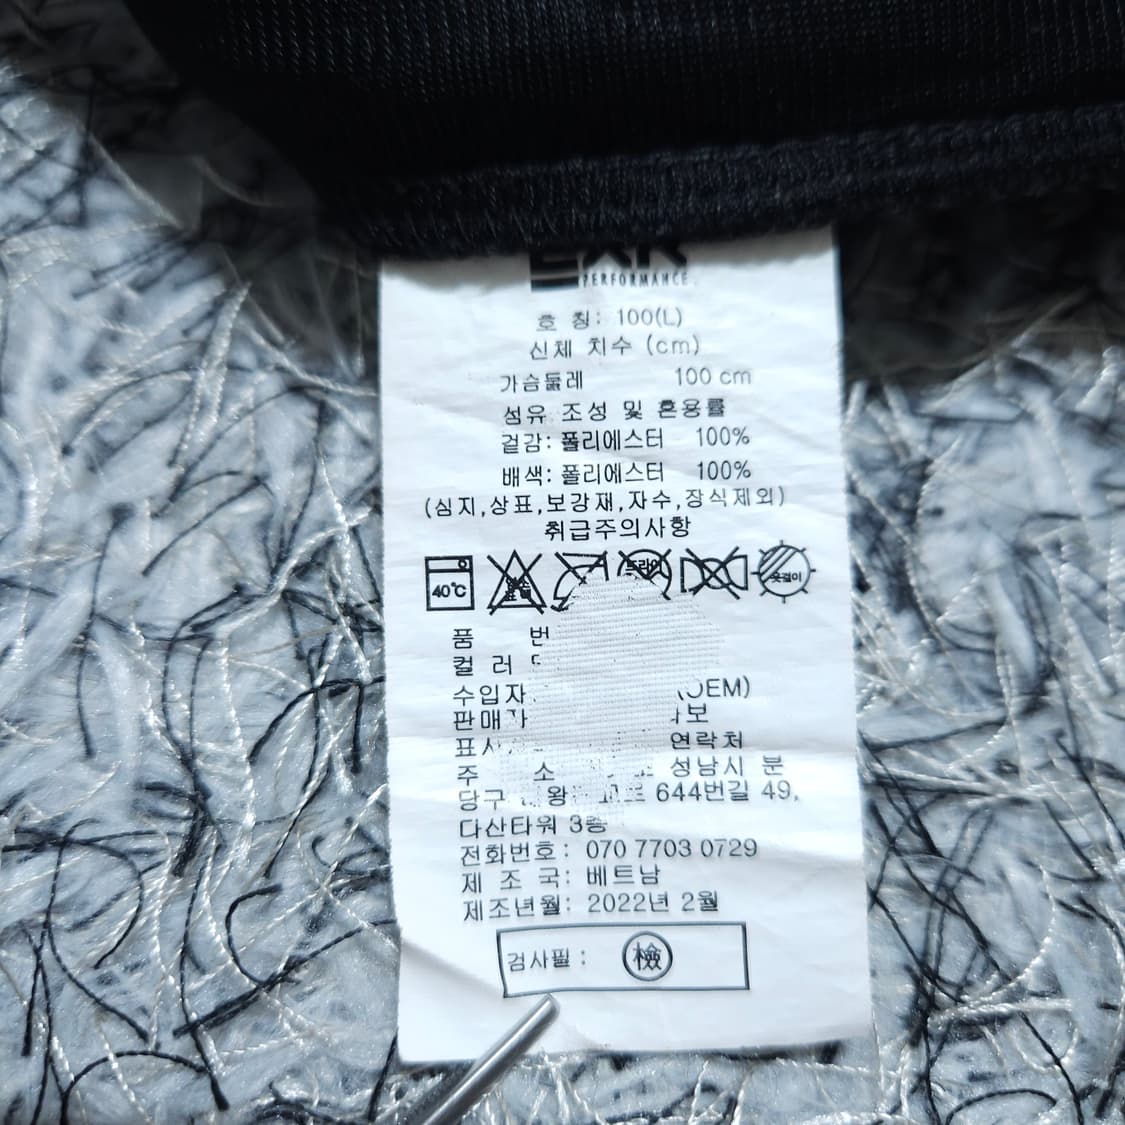 PERFORMANCE
호 칭: 100(L)
신체 치수 (cm)
가슴둘레 100 cm
섬유 조성 및 혼용률
겉감: 폴리에스터 100%
배색: 폴리에스터 100%
(심지,상표,보강재,자수,장식제외)
취급주의사항
40℃ 옷걸이
품 번
컬 러
수입자 (OEM)
판매자
연락처
주 소 성남시 분
당구 644번길 49,
다산타워 3층
전화번호: 070 7703 0729
제 조 국: 베트남
제조년월: 2022년 2월
검사필: 檢